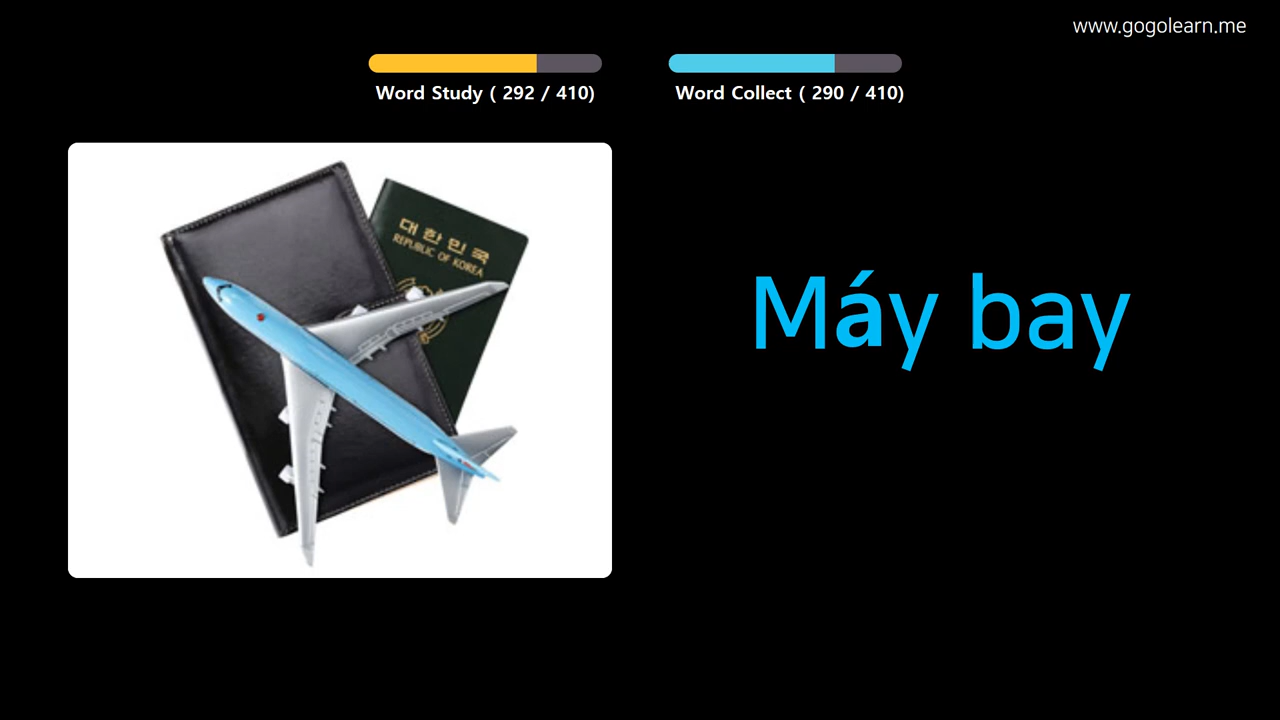 www.gogolearn.me
Word Study ( 292 / 410)
Word Collect ( 290 / 410)
대한민국
REPUBLIC OF KOREA
Máy bay